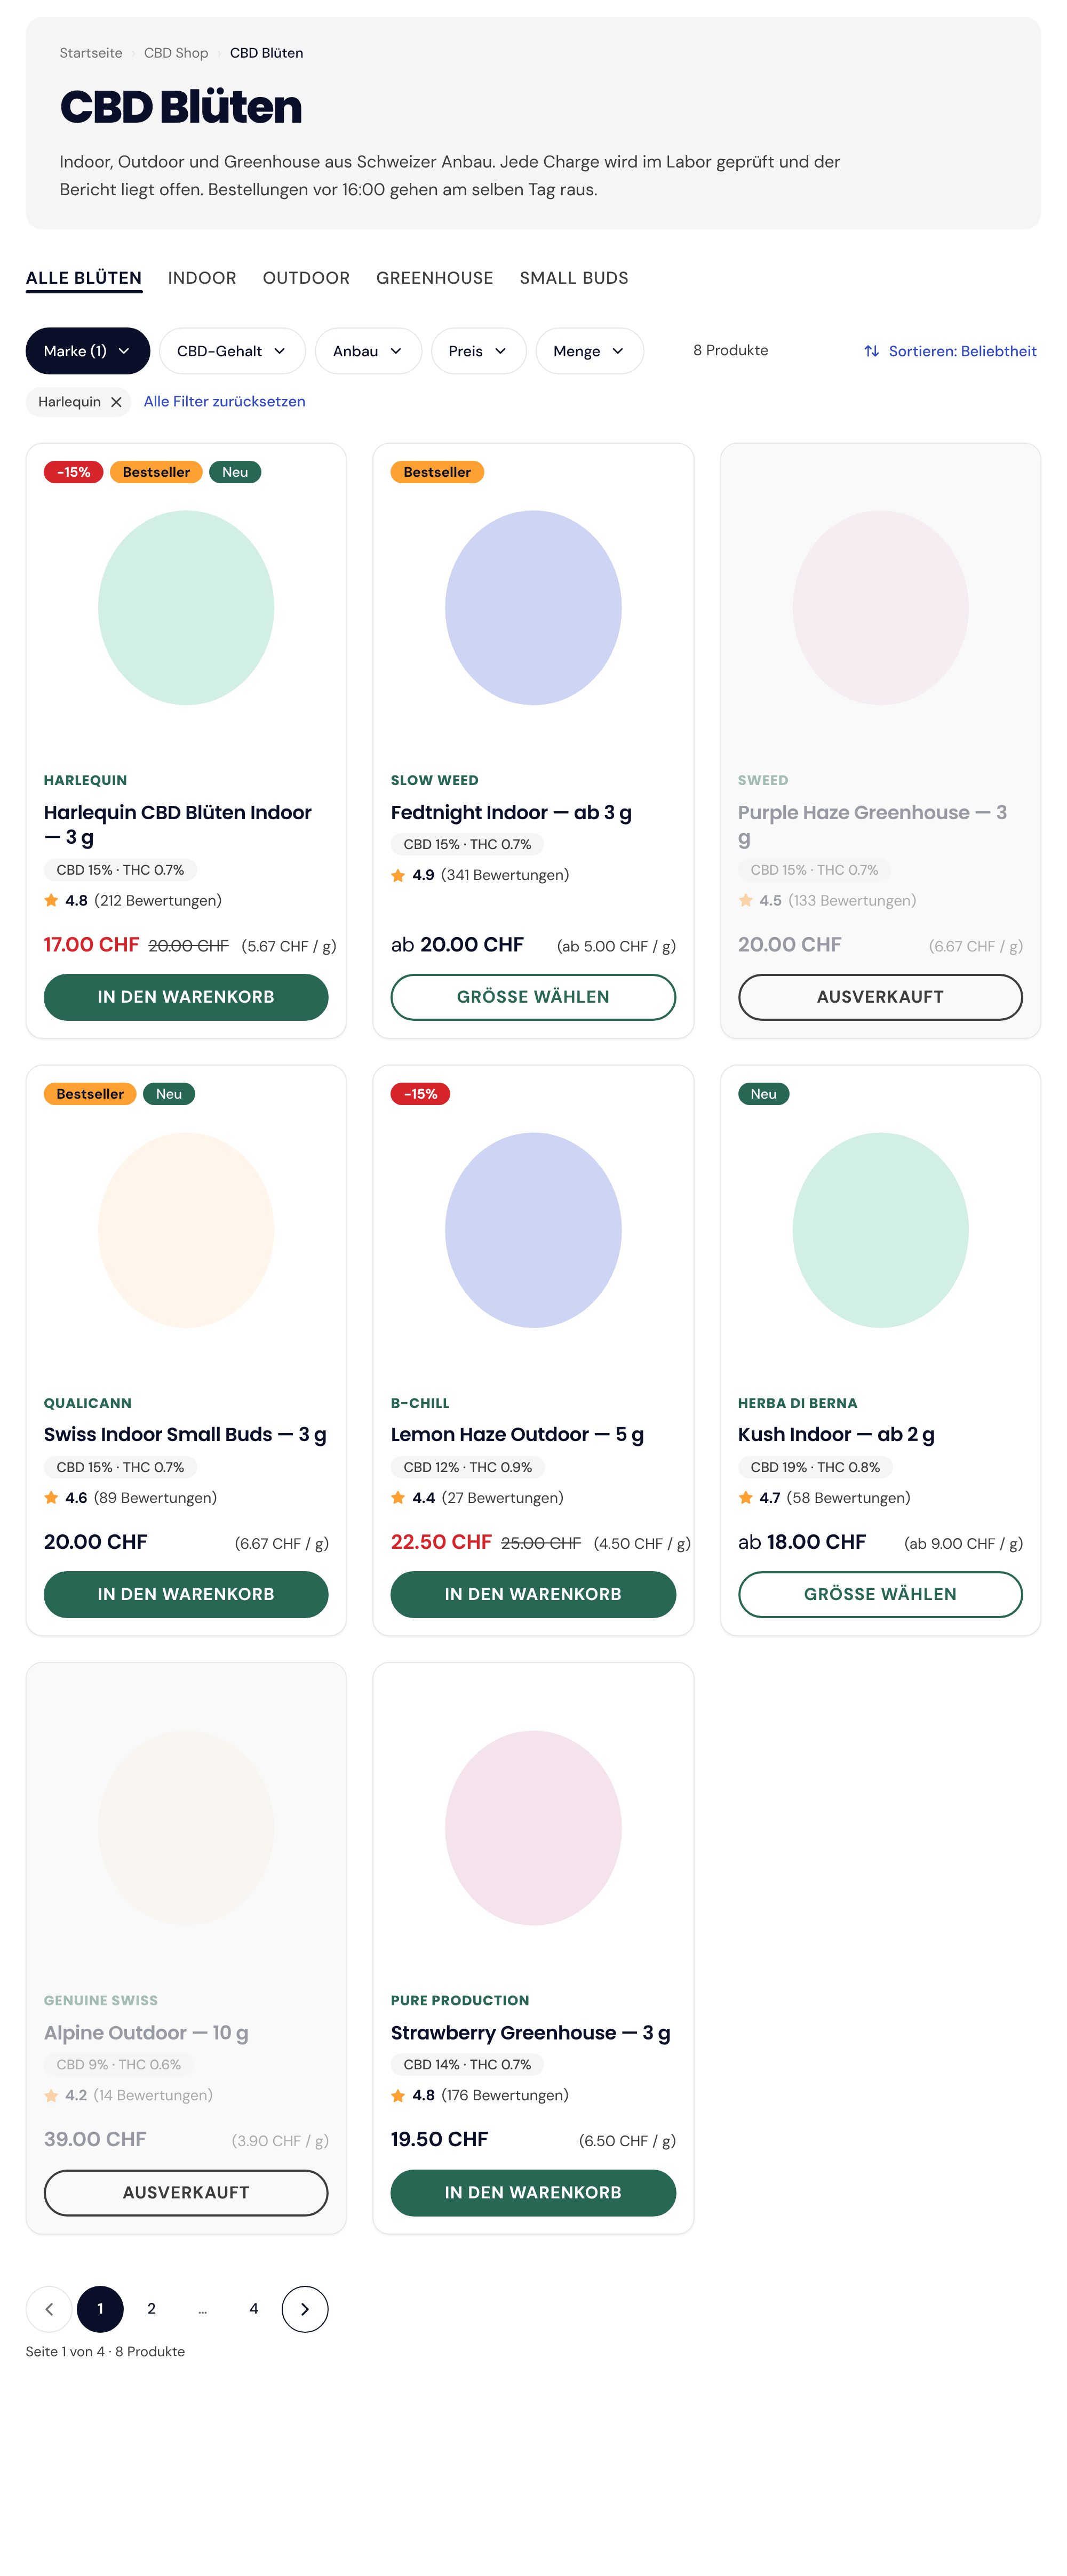 Startseite
CBD Shop
CBD Blüten
CBD Blüten
Indoor, Outdoor und Greenhouse aus Schweizer Anbau. Jede Charge wird im Labor geprüft und der
Bericht liegt offen. Bestellungen vor 16:00 gehen am selben Tag raus.
ALLE BLÜTEN
INDOOR
OUTDOOR
GREENHOUSE
SMALL BUDS
Marke (1)
CBD-Gehalt
Anbau
Preis
Menge
8 Produkte
Sortieren: Beliebtheit
Harlequin
Alle Filter zurücksetzen
-15%
Bestseller
Neu
HARLEQUIN
Harlequin CBD Blüten Indoor
— 3 g
CBD 15% · THC 0.7%
4.8 (212 Bewertungen)
17.00 CHF 20.00 CHF (5.67 CHF / g)
IN DEN WARENKORB
Bestseller
SLOW WEED
Fedtnight Indoor — ab 3 g
CBD 15% · THC 0.7%
4.9 (341 Bewertungen)
ab 20.00 CHF (ab 5.00 CHF / g)
GRÖSSE WÄHLEN
SWEED
Purple Haze Greenhouse — 3
g
CBD 15% · THC 0.7%
4.5 (133 Bewertungen)
20.00 CHF (6.67 CHF / g)
AUSVERKAUFT
Bestseller
Neu
QUALICANN
Swiss Indoor Small Buds — 3 g
CBD 15% · THC 0.7%
4.6 (89 Bewertungen)
20.00 CHF (6.67 CHF / g)
IN DEN WARENKORB
-15%
B-CHILL
Lemon Haze Outdoor — 5 g
CBD 12% · THC 0.9%
4.4 (27 Bewertungen)
22.50 CHF 25.00 CHF (4.50 CHF / g)
IN DEN WARENKORB
Neu
HERBA DI BERNA
Kush Indoor — ab 2 g
CBD 19% · THC 0.8%
4.7 (58 Bewertungen)
ab 18.00 CHF (ab 9.00 CHF / g)
GRÖSSE WÄHLEN
GENUINE SWISS
Alpine Outdoor — 10 g
CBD 9% · THC 0.6%
4.2 (14 Bewertungen)
39.00 CHF (3.90 CHF / g)
AUSVERKAUFT
PURE PRODUCTION
Strawberry Greenhouse — 3 g
CBD 14% · THC 0.7%
4.8 (176 Bewertungen)
19.50 CHF (6.50 CHF / g)
IN DEN WARENKORB
1 2 … 4
Seite 1 von 4 · 8 Produkte